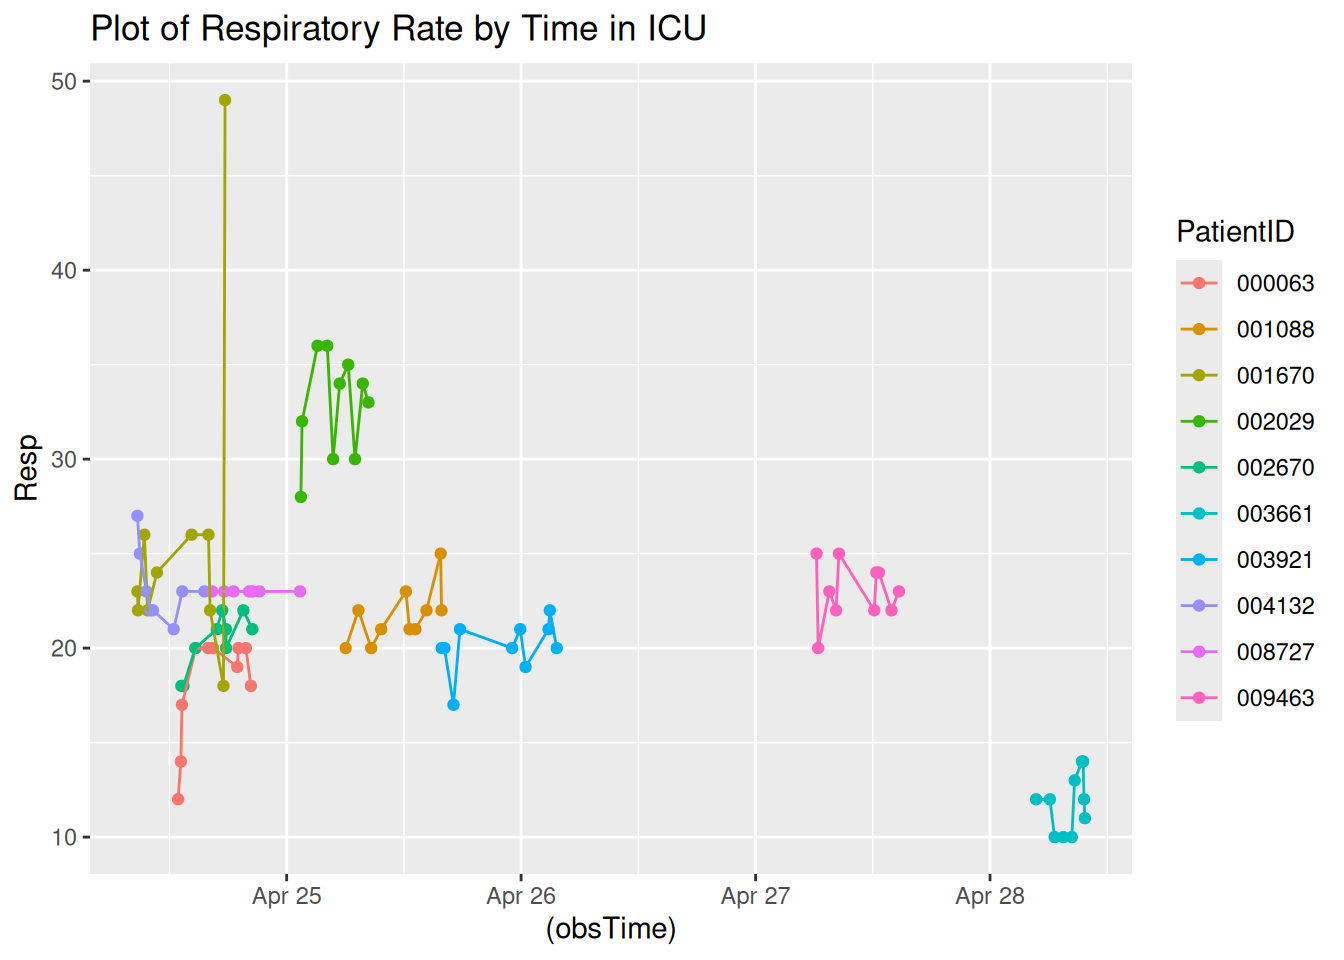 Plot of Respiratory Rate by Time in ICU
50
40
30
20
10
Resp
Apr 25
Apr 26
Apr 27
Apr 28
(obsTime)
PatientID
000063
001088
001670
002029
002670
003661
003921
004132
008727
009463